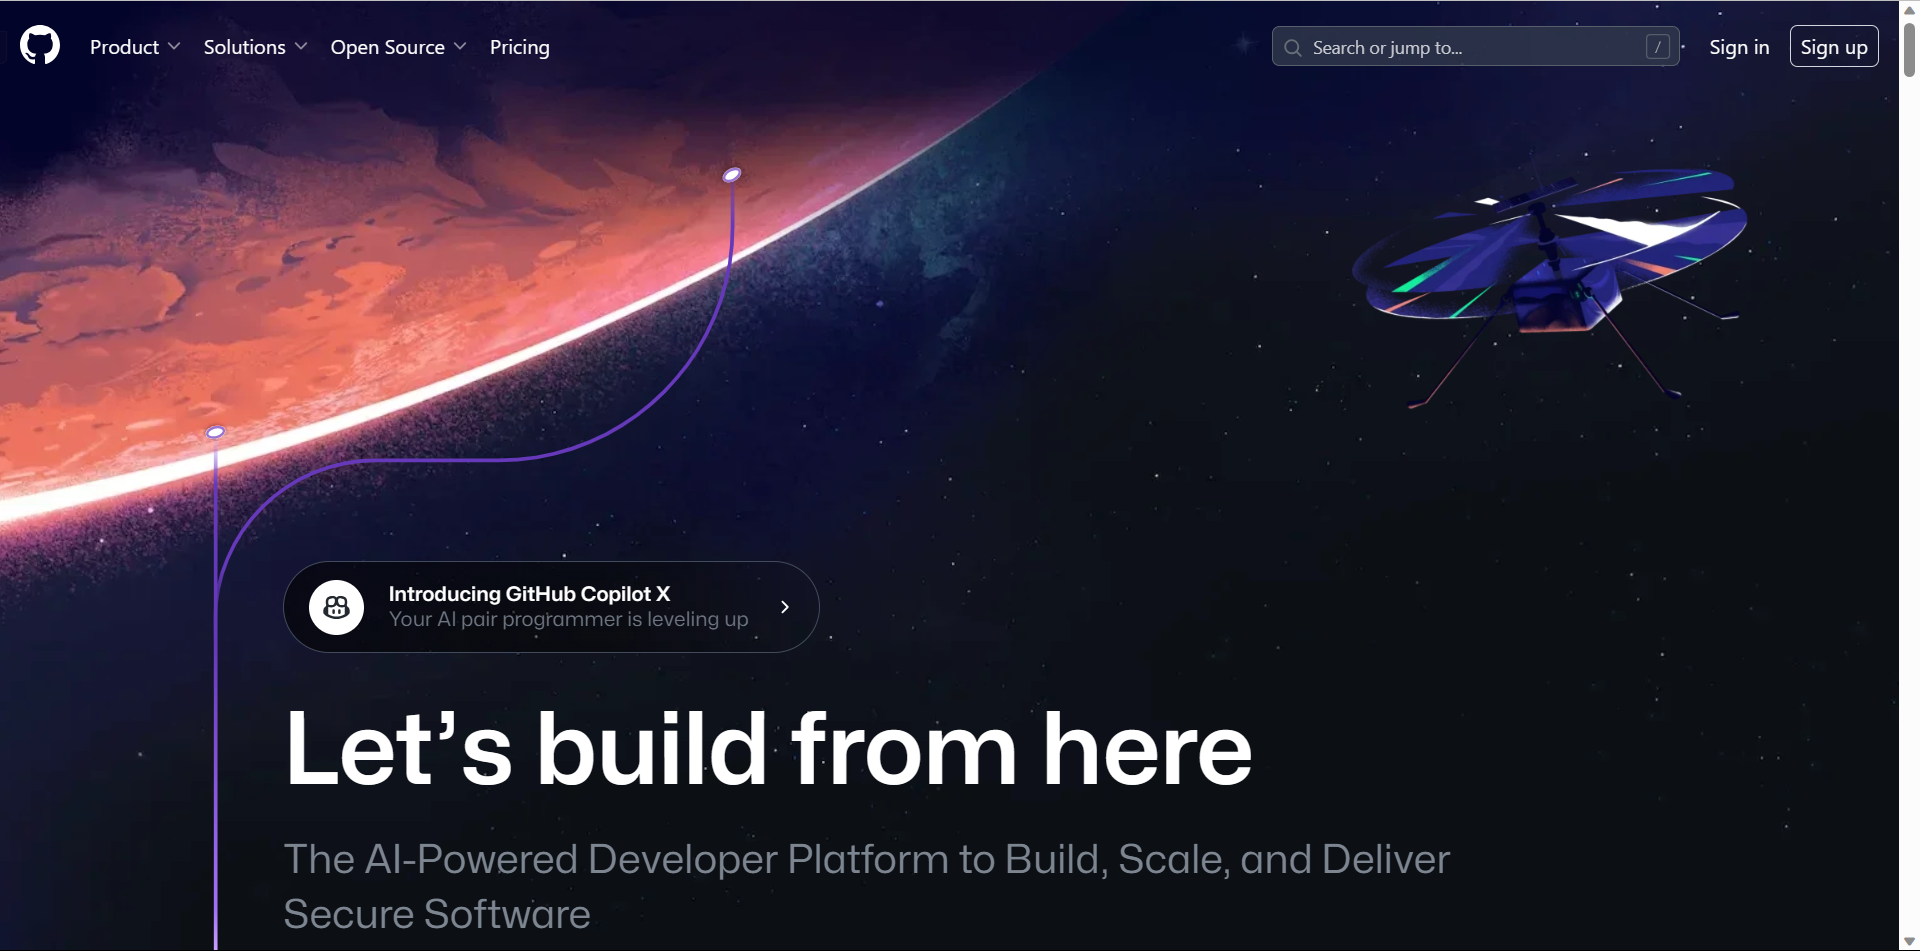 Product
Solutions
Open Source
Pricing
Search or jump to...
/
Sign in
Sign up
Introducing GitHub Copilot X
Your AI pair programmer is leveling up
Let’s build from here
The AI-Powered Developer Platform to Build, Scale, and Deliver
Secure Software